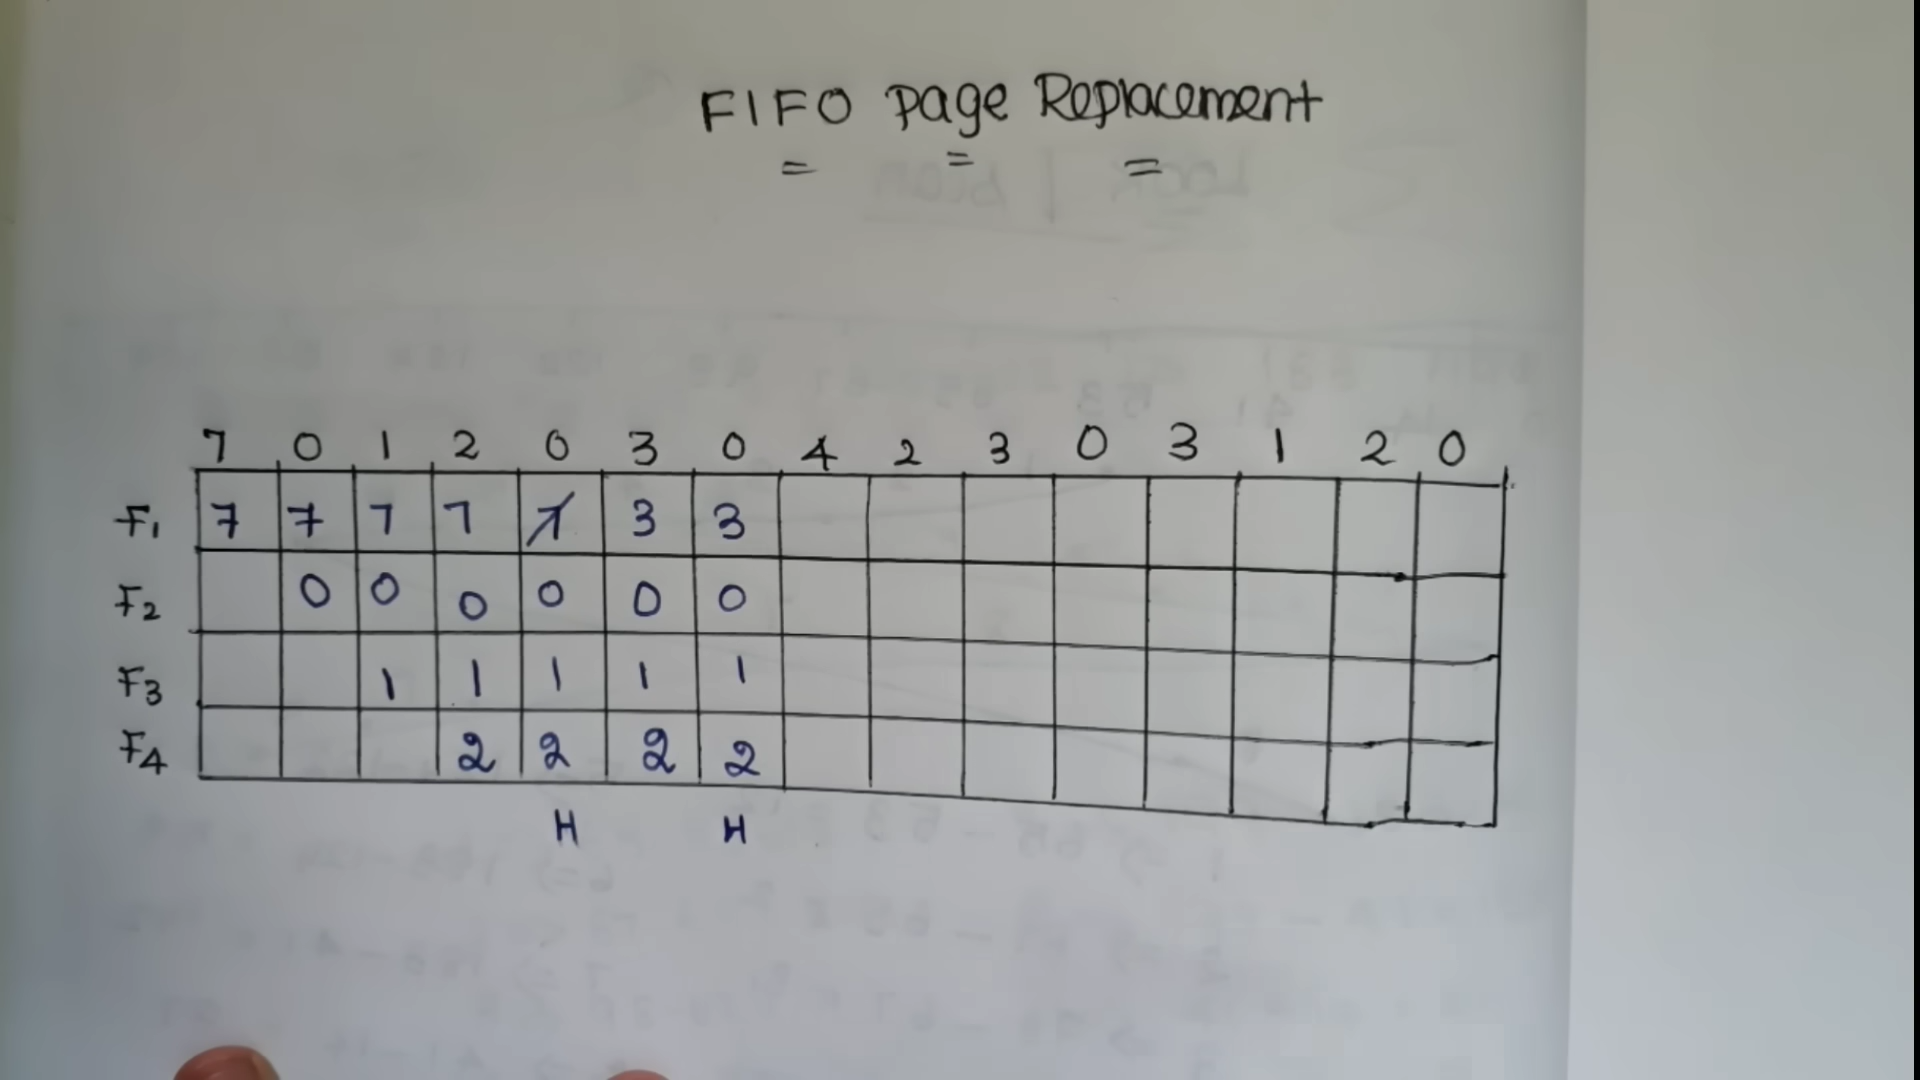 FIFO Page Replacement
7 0 1 2 0 3 0 4 2 3 0 3 1 2 0
F1 7 7 7 7 7 3 3
F2 0 0 0 0 0 0
F3 1 1 1 1 1
F4 2 2 2 2
H H